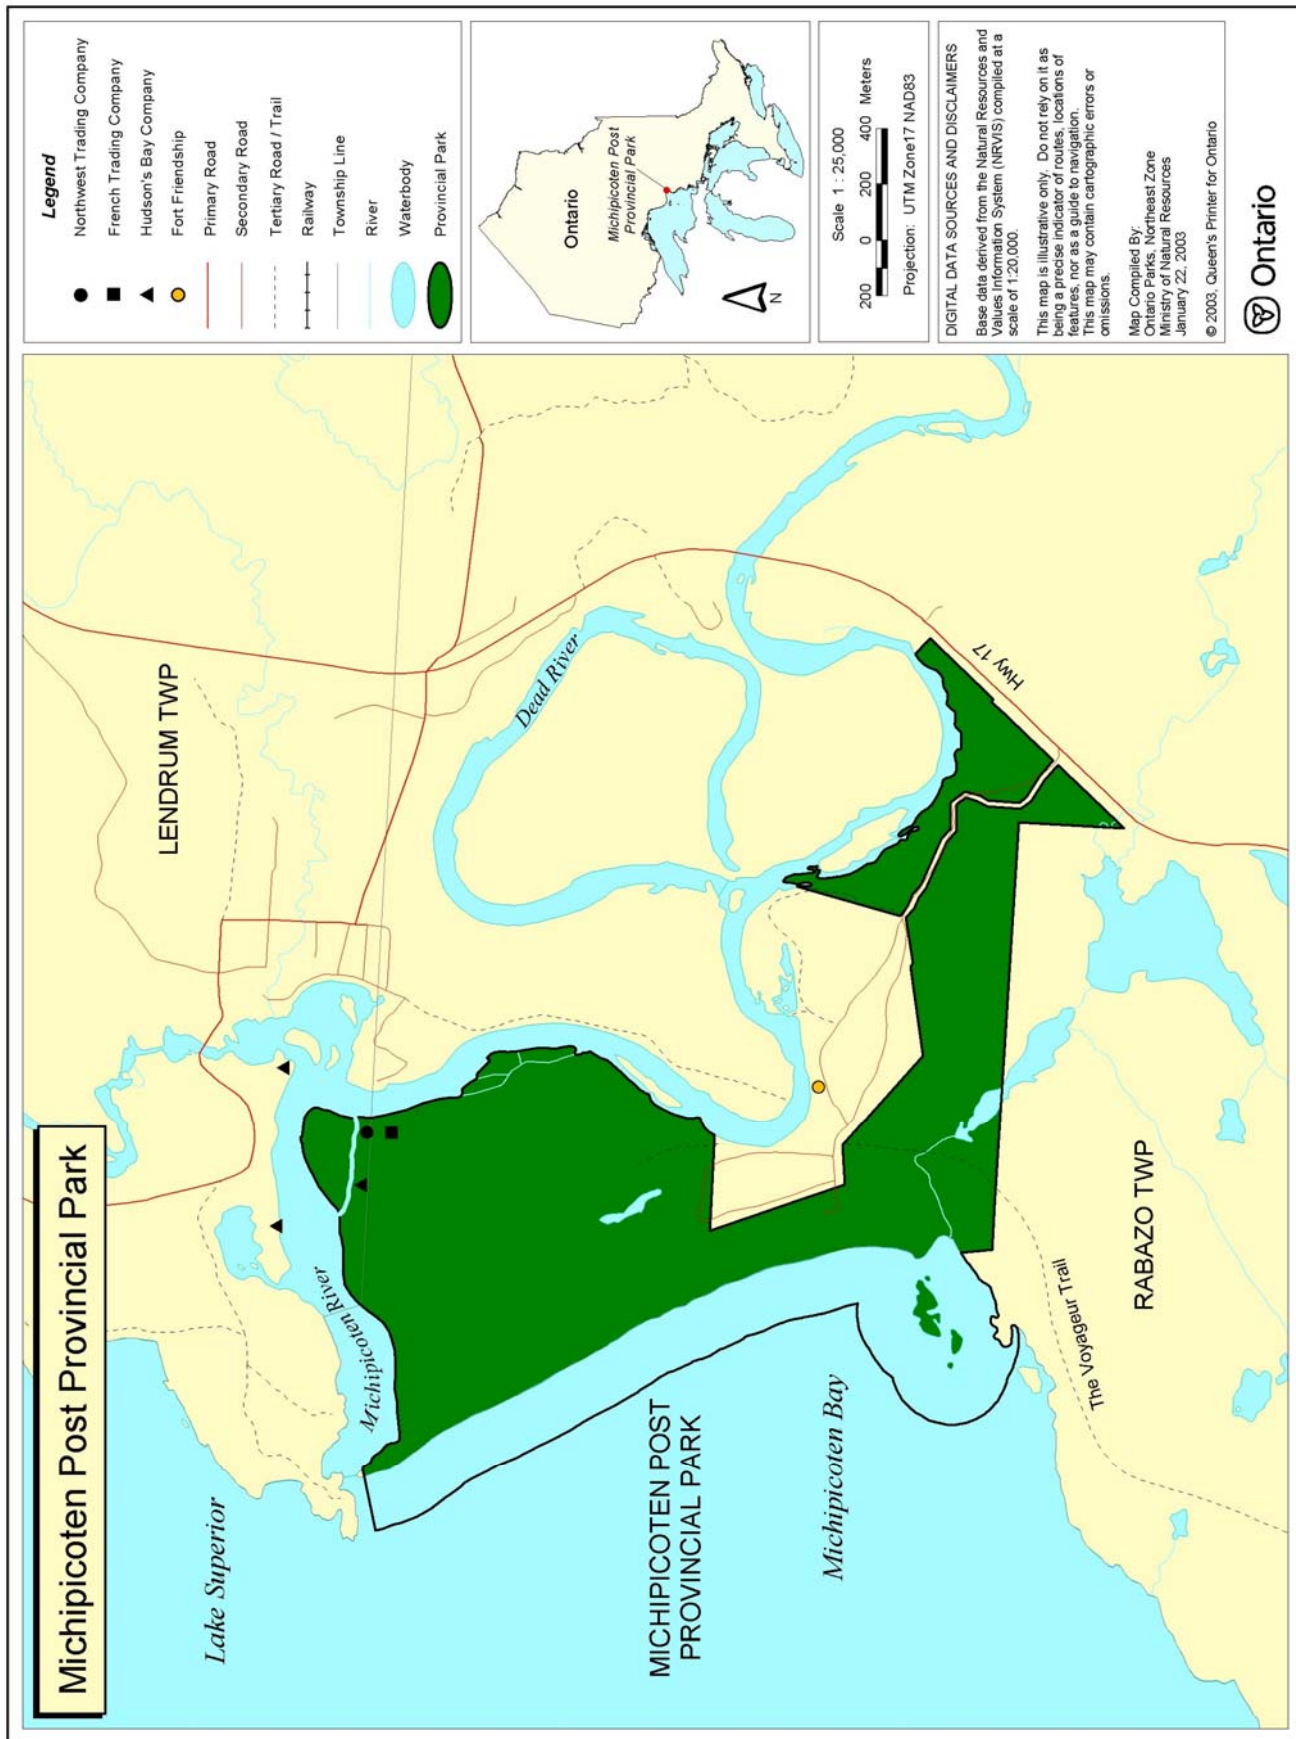 Michipicoten Post Provincial Park
LENDRUM TWP
Lake Superior
Michipicoten River
Dead River
MICHIPICOTEN POST
PROVINCIAL PARK
Michipicoten Bay
Hwy 17
The Voyageur Trail
RABAZO TWP
Legend
Northwest Trading Company
French Trading Company
Hudson's Bay Company
Fort Friendship
Primary Road
Secondary Road
Tertiary Road / Trail
Railway
Township Line
River
Waterbody
Provincial Park
Ontario
Michipicoten Post
Provincial Park
N
Scale 1 : 25,000
200 0 200 400 Meters
Projection: UTM Zone17 NAD83
DIGITAL DATA SOURCES AND DISCLAIMERS
Base data derived from the Natural Resources and
Values Information System (NRVIS) compiled at a
scale of 1:20,000.
This map is illustrative only. Do not rely on it as
being a precise indicator of routes, locations of
features, nor as a guide to navigation.
This map may contain cartographic errors or
omissions.
Map Compiled By:
Ontario Parks, Northeast Zone
Ministry of Natural Resources
January 22, 2003
© 2003, Queen's Printer for Ontario
Ontario